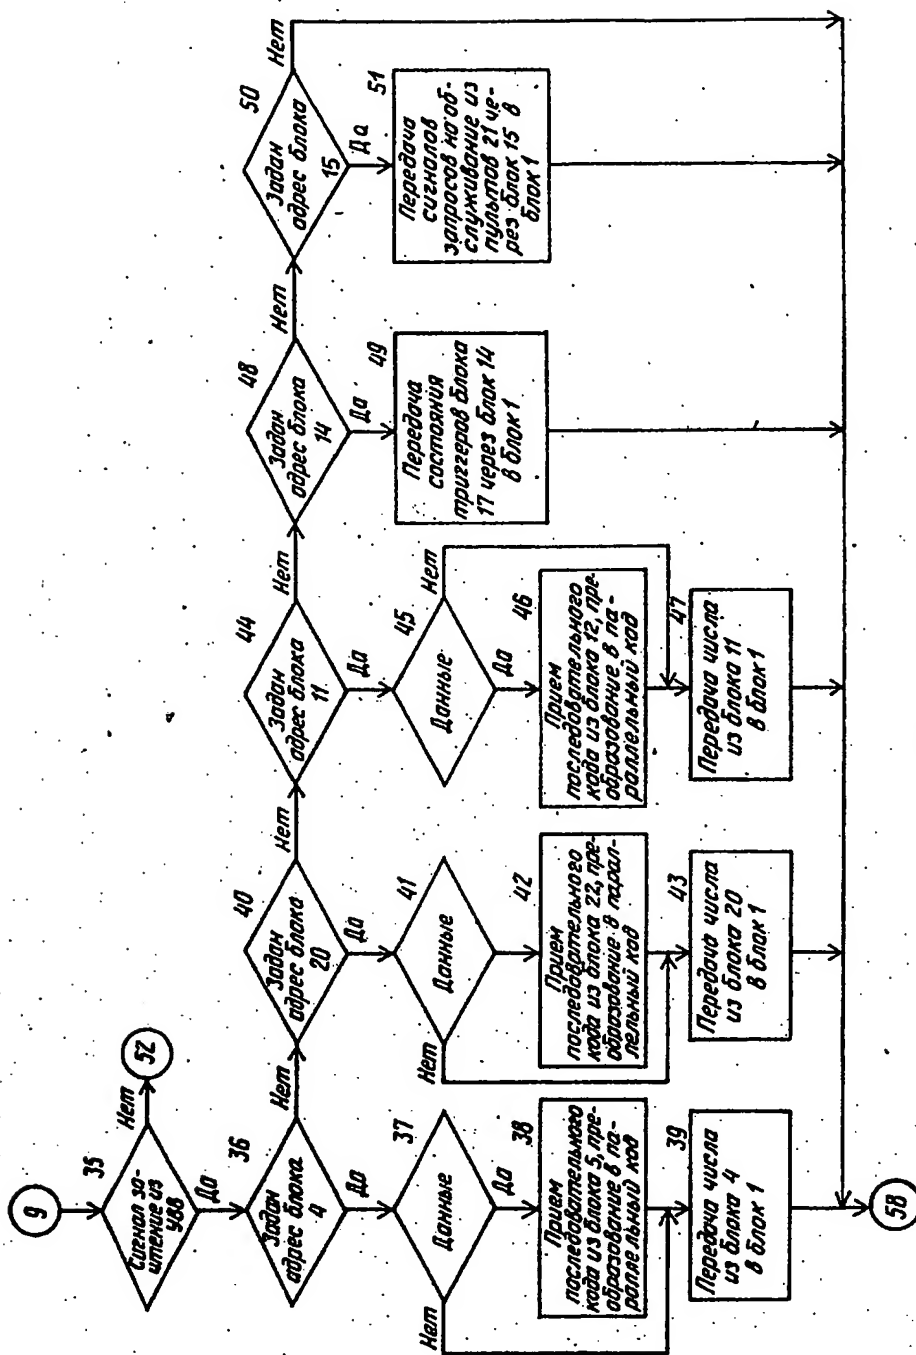 9
35
Сигнал за-
итение из
УВВ
Нет
52
Да
36
Задан
адрес блока
4
Нет
Да
37
Данные
Нет
Да
38
Прием
последовательного
кода из блока 5, пре-
образование в па-
раллельный код
39
Передача числа
из блока 4
в блок 1
58
40
Задан
адрес блока
20
Нет
Да
41
Данные
Нет
42
Прием
последовательного
кода из блока 22, пре-
образование в парал-
лельный код
43
Передача числа
из блока 20
в блок 1
44
Задан
адрес блока
11
Нет
Да
45
Данные
Нет
Да
46
Прием
последовательного
кода из блока 12, пре-
образование в па-
раллельный код
47
Передача числа
из блока 11
в блок 1
48
Задан
адрес блока
14
Нет
Да
49
Передача
состояния
триггеров блока
17 через блок 14
в блок 1
50
Задан
адрес блока
15
Нет
Да
51
Передача
сигналов
запросов на об-
служивание из
пультов 21 че-
рез блок 15 в
блок 1